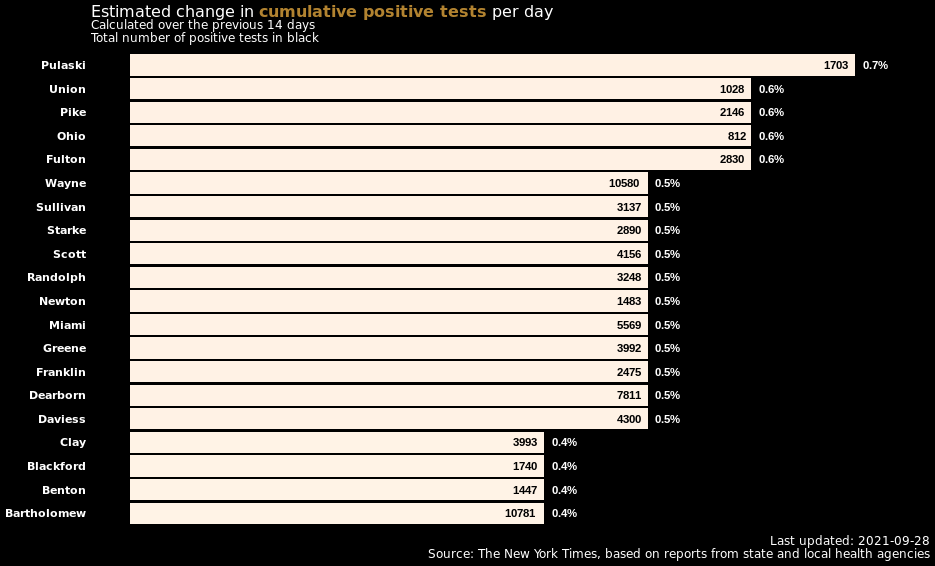 Estimated change in cumulative positive tests per day
Calculated over the previous 14 days
Total number of positive tests in black
Pulaski 1703 0.7%
Union 1028 0.6%
Pike 2146 0.6%
Ohio 812 0.6%
Fulton 2830 0.6%
Wayne 10580 0.5%
Sullivan 3137 0.5%
Starke 2890 0.5%
Scott 4156 0.5%
Randolph 3248 0.5%
Newton 1483 0.5%
Miami 5569 0.5%
Greene 3992 0.5%
Franklin 2475 0.5%
Dearborn 7811 0.5%
Daviess 4300 0.5%
Clay 3993 0.4%
Blackford 1740 0.4%
Benton 1447 0.4%
Bartholomew 10781 0.4%
Last updated: 2021-09-28
Source: The New York Times, based on reports from state and local health agencies